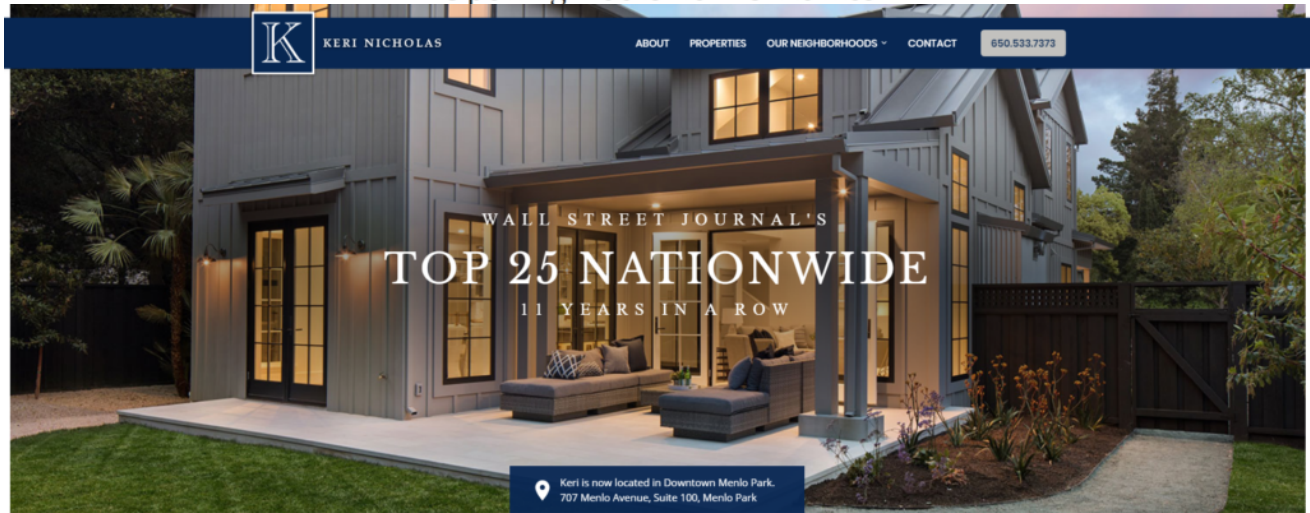 K
KERI NICHOLAS
ABOUT PROPERTIES OUR NEIGHBORHOODS CONTACT 650.533.7373
WALL STREET JOURNAL'S
TOP 25 NATIONWIDE
11 YEARS IN A ROW
Keri is now located in Downtown Menlo Park.
707 Menlo Avenue, Suite 100, Menlo Park